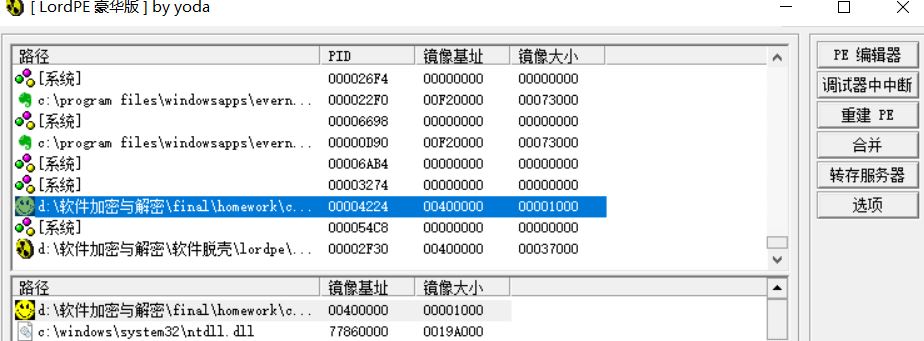 [ LordPE 豪华版 ] by yoda
路径 PID 镜像基址 镜像大小
[系统] 000026F4 00000000 00000000
c:\program files\windowsapps\evern... 000022F0 00F20000 00073000
[系统] 00006698 00000000 00000000
c:\program files\windowsapps\evern... 00000D90 00F20000 00073000
[系统] 00006AB4 00000000 00000000
[系统] 00003274 00000000 00000000
d:\软件加密与解密\final\homework\c... 00004224 00400000 00001000
[系统] 000054C8 00000000 00000000
d:\软件加密与解密\软件脱壳\lordpe\... 00002F30 00400000 00037000
路径 镜像基址 镜像大小
d:\软件加密与解密\final\homework\c... 00400000 00001000
c:\windows\system32\ntdll.dll 77860000 0019A000
PE 编辑器
调试器中中断
重建 PE
合并
转存服务器
选项